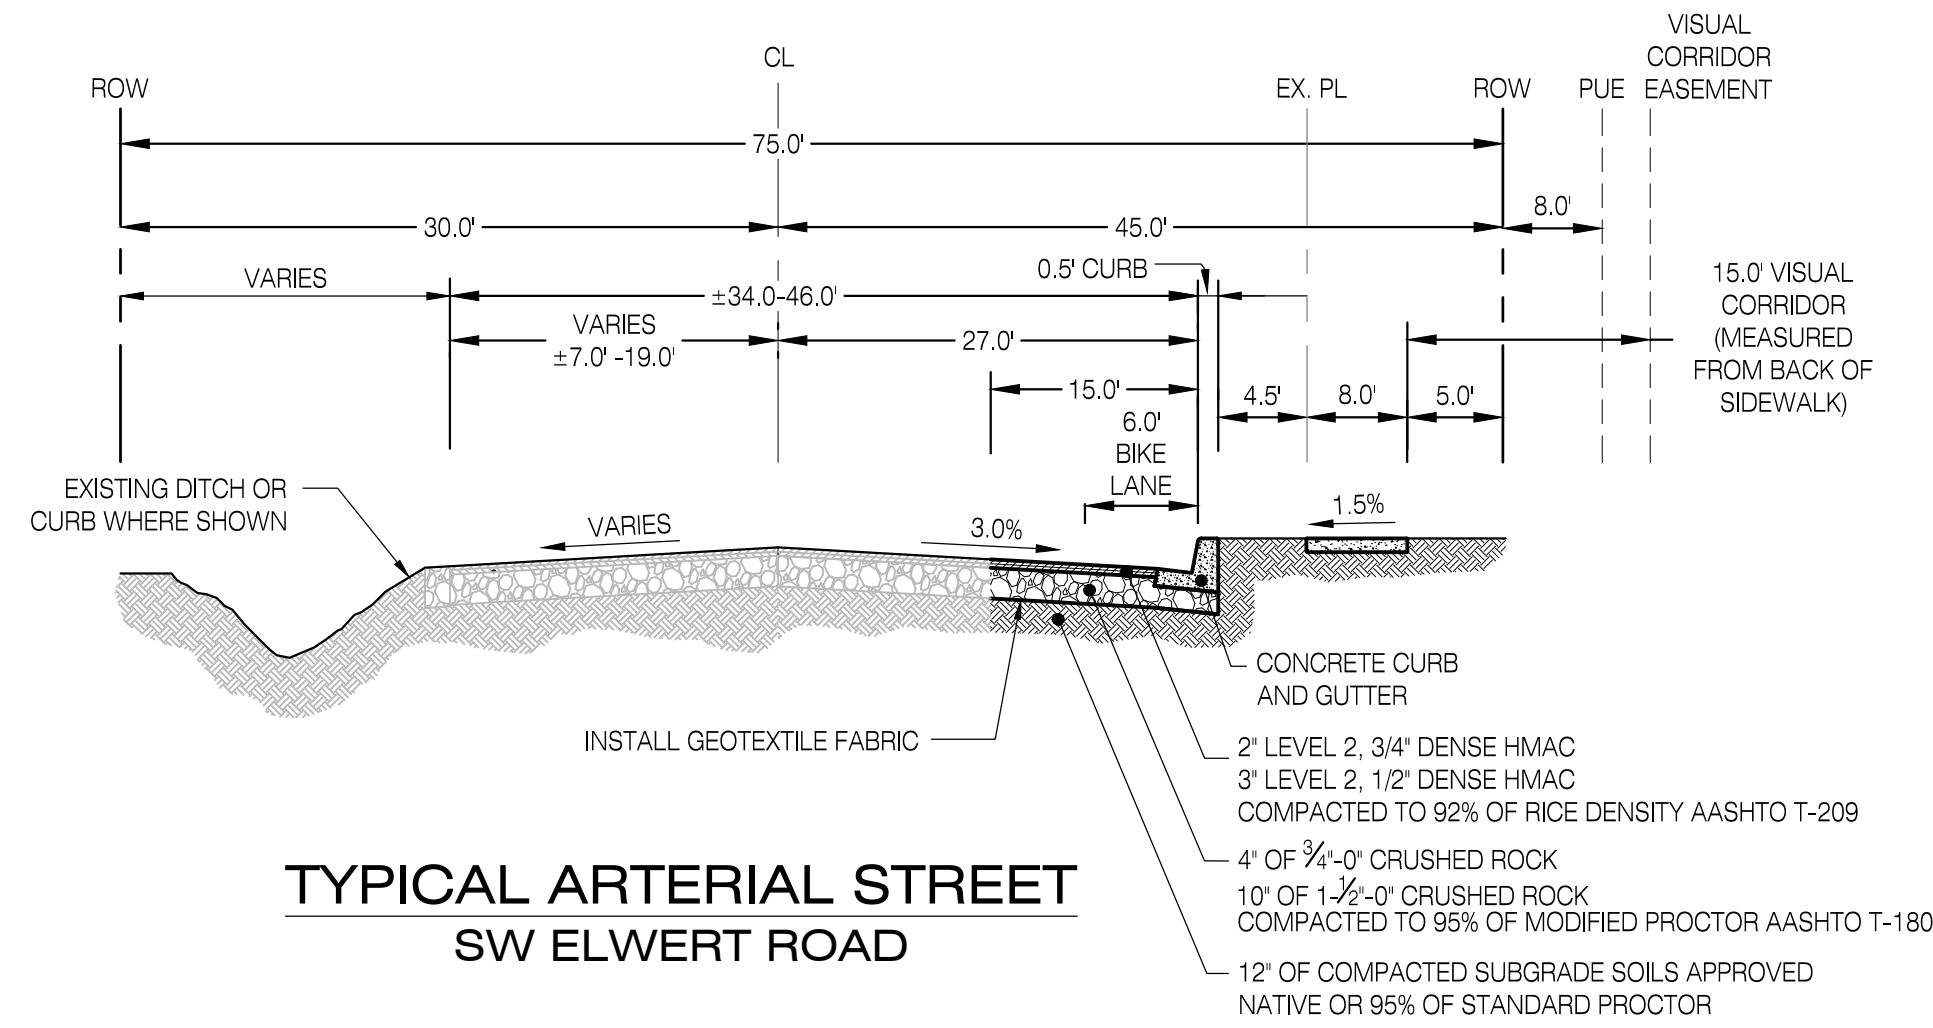 VISUAL
CORRIDOR
EASEMENT
CL
ROW
EX. PL
ROW
PUE
75.0'
30.0'
45.0'
8.0'
VARIES
0.5' CURB
±34.0-46.0'
15.0' VISUAL
CORRIDOR
(MEASURED
FROM BACK OF
SIDEWALK)
VARIES
±7.0' -19.0'
27.0'
15.0'
4.5'
8.0'
5.0'
6.0'
BIKE
LANE
EXISTING DITCH OR
CURB WHERE SHOWN
VARIES
3.0%
1.5%
CONCRETE CURB
AND GUTTER
INSTALL GEOTEXTILE FABRIC
2" LEVEL 2, 3/4" DENSE HMAC
3" LEVEL 2, 1/2" DENSE HMAC
COMPACTED TO 92% OF RICE DENSITY AASHTO T-209
4" OF 3/4"-0" CRUSHED ROCK
10" OF 1-1/2"-0" CRUSHED ROCK
COMPACTED TO 95% OF MODIFIED PROCTOR AASHTO T-180
12" OF COMPACTED SUBGRADE SOILS APPROVED
NATIVE OR 95% OF STANDARD PROCTOR
TYPICAL ARTERIAL STREET
SW ELWERT ROAD